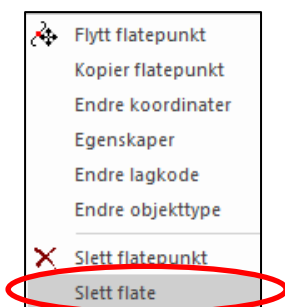 Flytt flatepunkt
Kopier flatepunkt
Endre koordinater
Egenskaper
Endre lagkode
Endre objekttype
Slett flatepunkt
Slett flate